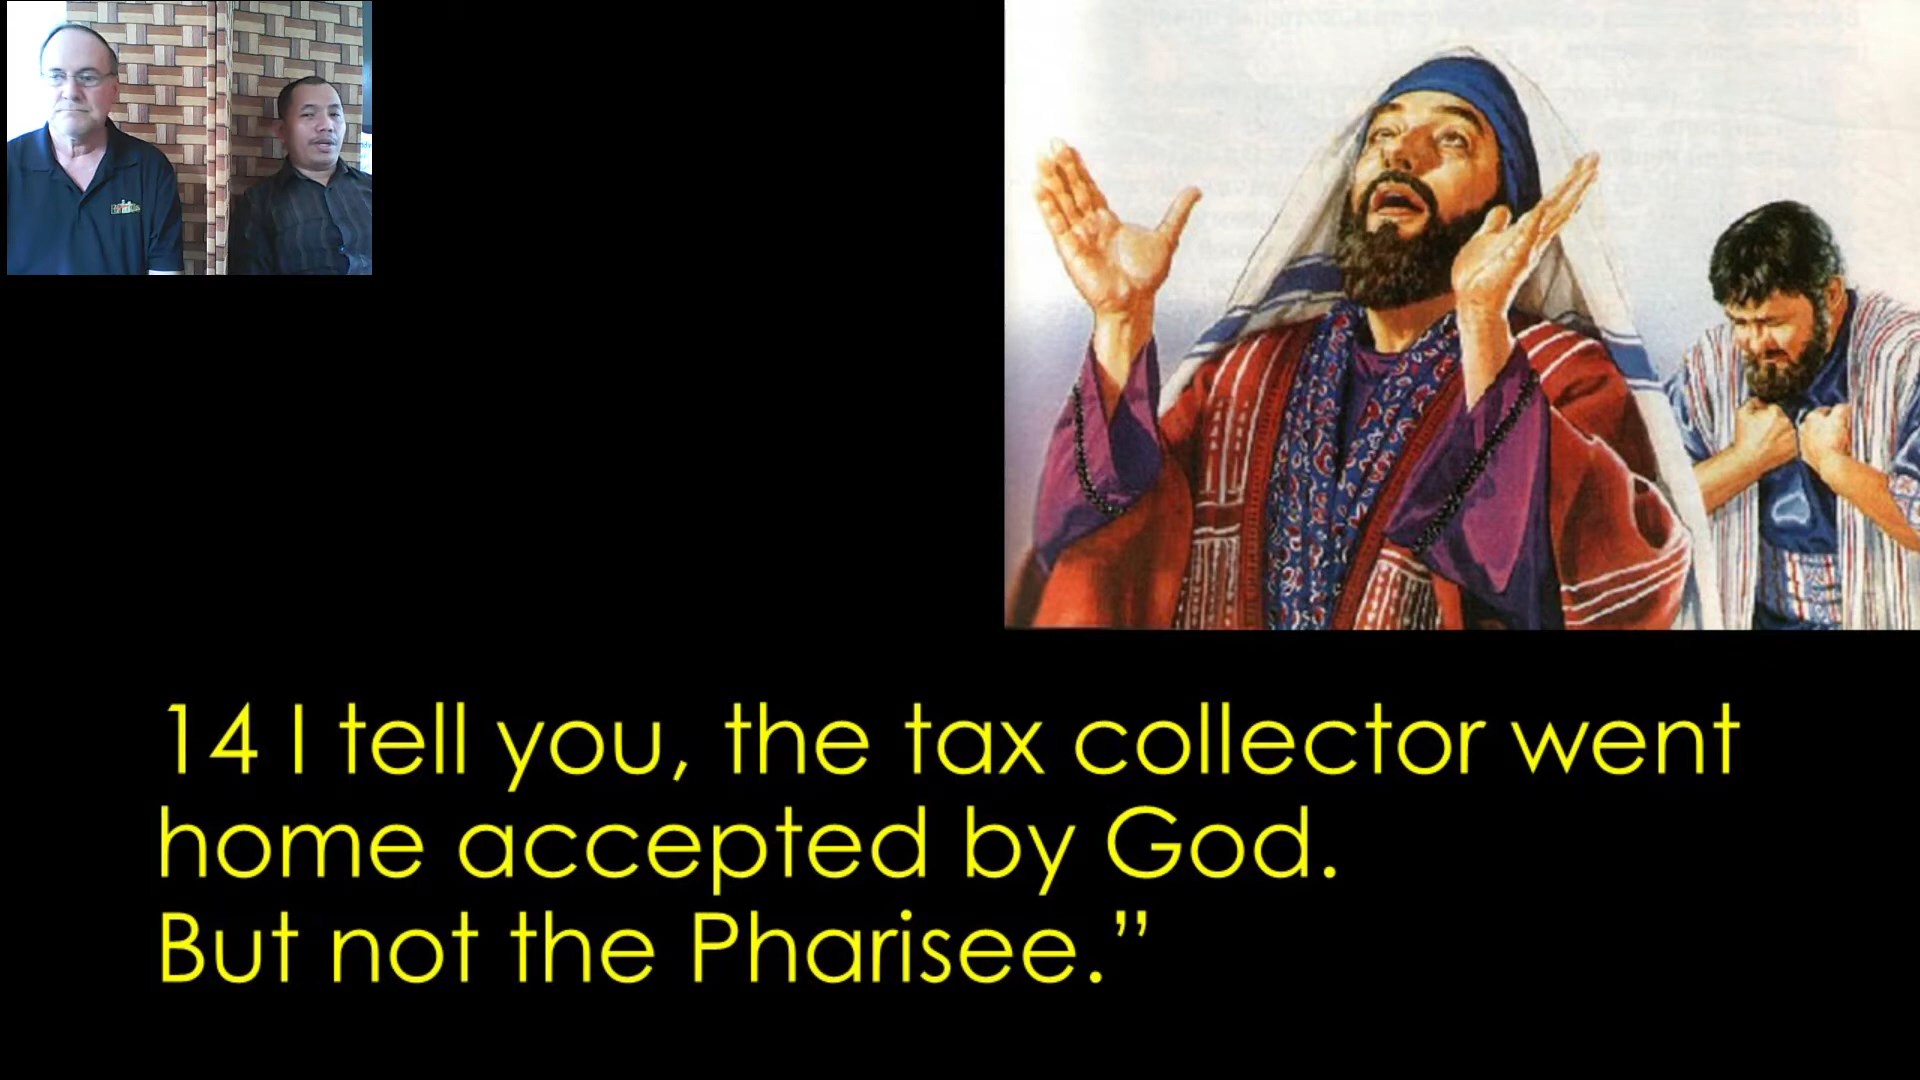 14 I tell you, the tax collector went
home accepted by God.
But not the Pharisee.”